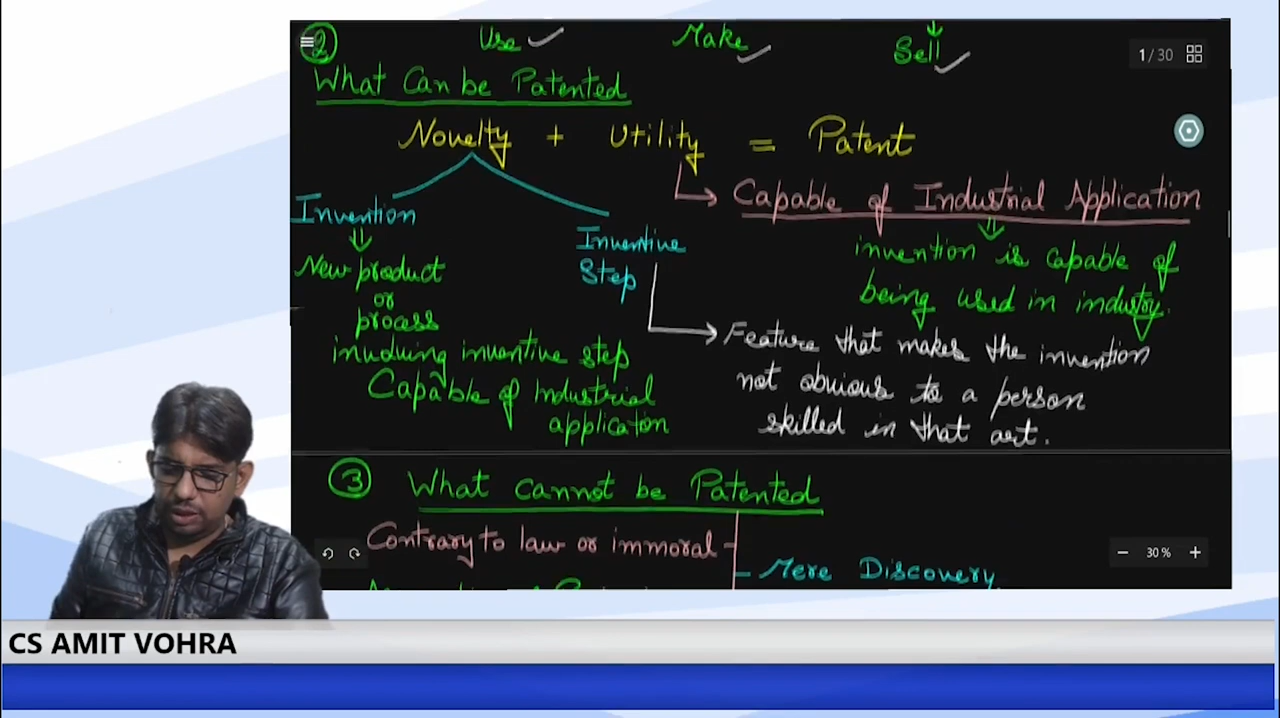 ② Use Make Sell
What Can be Patented
Novelty + Utility = Patent
Capable of Industrial Application
Invention
Inventive
Step
invention is capable of
being used in industry.
New product
or
process
involving inventive step
Capable of Industrial
application
Feature that makes the invention
not obvious to a person
skilled in that art.
③ What cannot be Patented
Contrary to law or immoral
Mere Discovery
1 / 30
30%
CS AMIT VOHRA